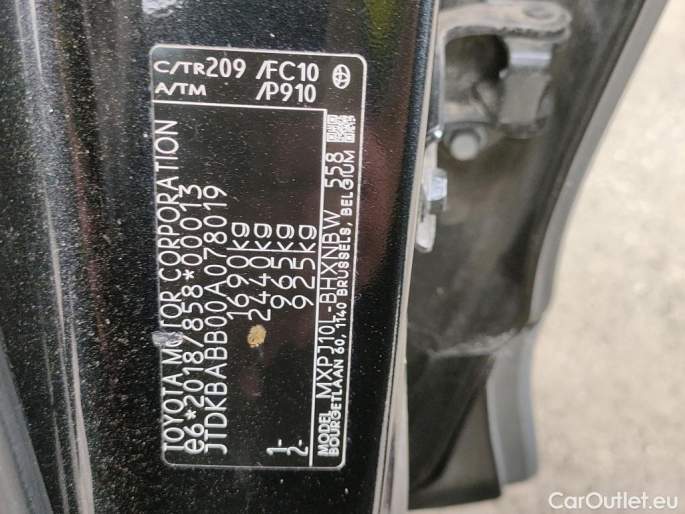 TOYOTA MOTOR CORPORATION
e6*2018/858*00013
JTDKBABB00A078019
1690kg
2440kg
1- 965kg
2- 925kg
MODEL MXPJ10L-BHXNBW 558
BOURGETLAAN 60, 1140 BRUSSELS, BELGIUM
C/TR209 /FC10
A/TM /P910
CarOutlet.eu